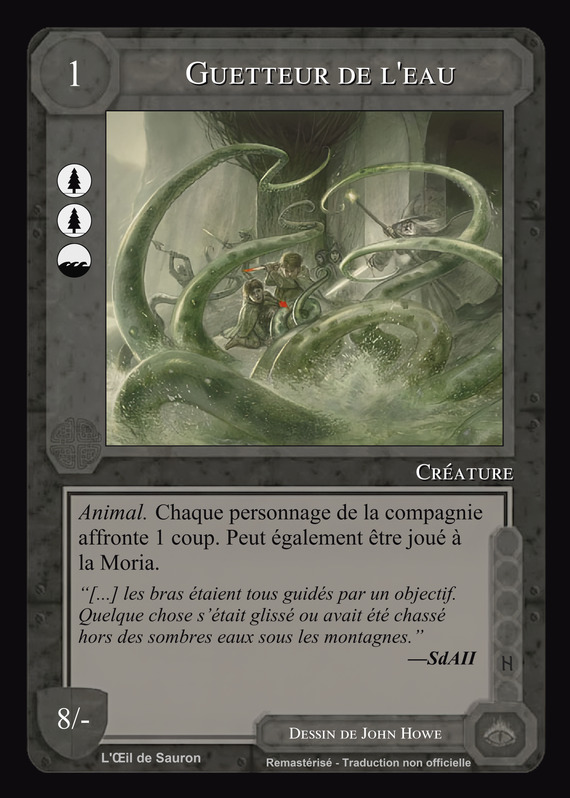 1
GUETTEUR DE L'EAU
CRÉATURE
Animal. Chaque personnage de la compagnie
affronte 1 coup. Peut également être joué à
la Moria.
“[...] les bras étaient tous guidés par un objectif.
Quelque chose s’était glissé ou avait été chassé
hors des sombres eaux sous les montagnes.”
—SdAII
8/-
DESSIN DE JOHN HOWE
L'Œil de Sauron
Remastérisé - Traduction non officielle